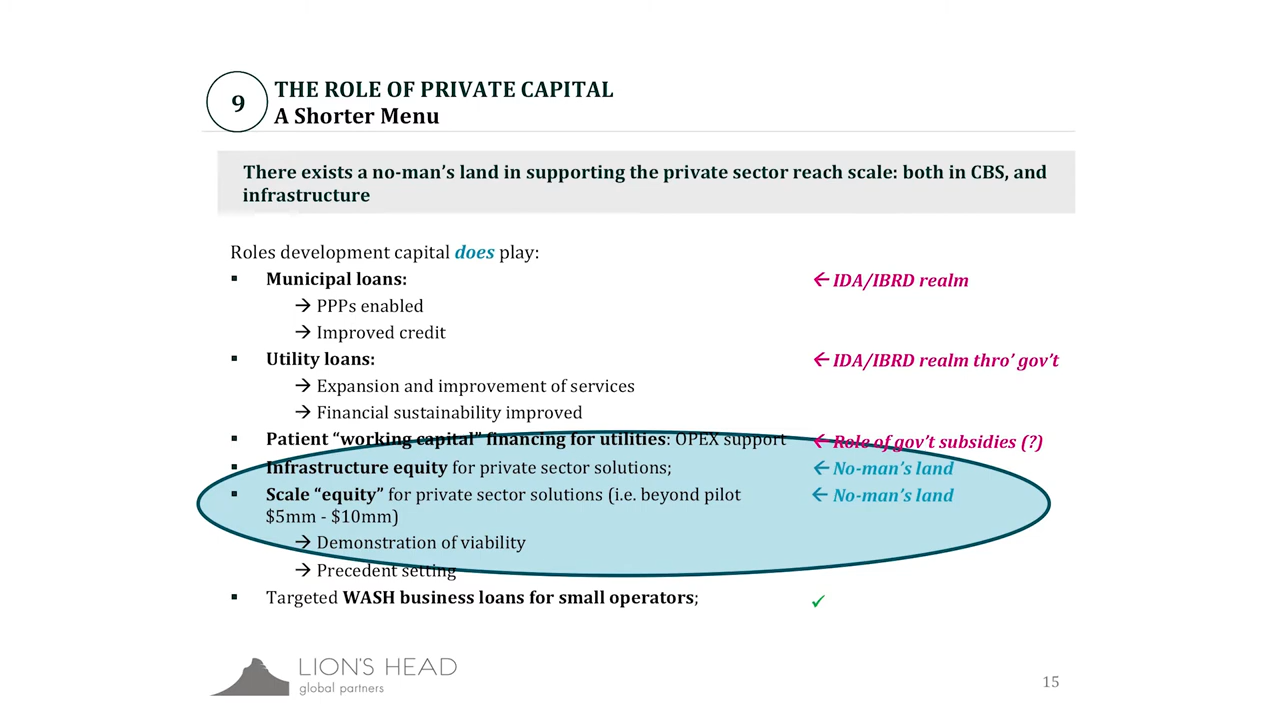 9
THE ROLE OF PRIVATE CAPITAL
A Shorter Menu
There exists a no-man’s land in supporting the private sector reach scale: both in CBS, and
infrastructure
Roles development capital does play:
▪ Municipal loans: ← IDA/IBRD realm
→ PPPs enabled
→ Improved credit
▪ Utility loans: ← IDA/IBRD realm thro’ gov’t
→ Expansion and improvement of services
→ Financial sustainability improved
▪ Patient “working capital” financing for utilities: OPEX support ← Role of gov’t subsidies (?)
▪ Infrastructure equity for private sector solutions; ← No-man’s land
▪ Scale “equity” for private sector solutions (i.e. beyond pilot ← No-man’s land
$5mm - $10mm)
→ Demonstration of viability
→ Precedent setting
▪ Targeted WASH business loans for small operators; ✓
LION'S HEAD
global partners
15